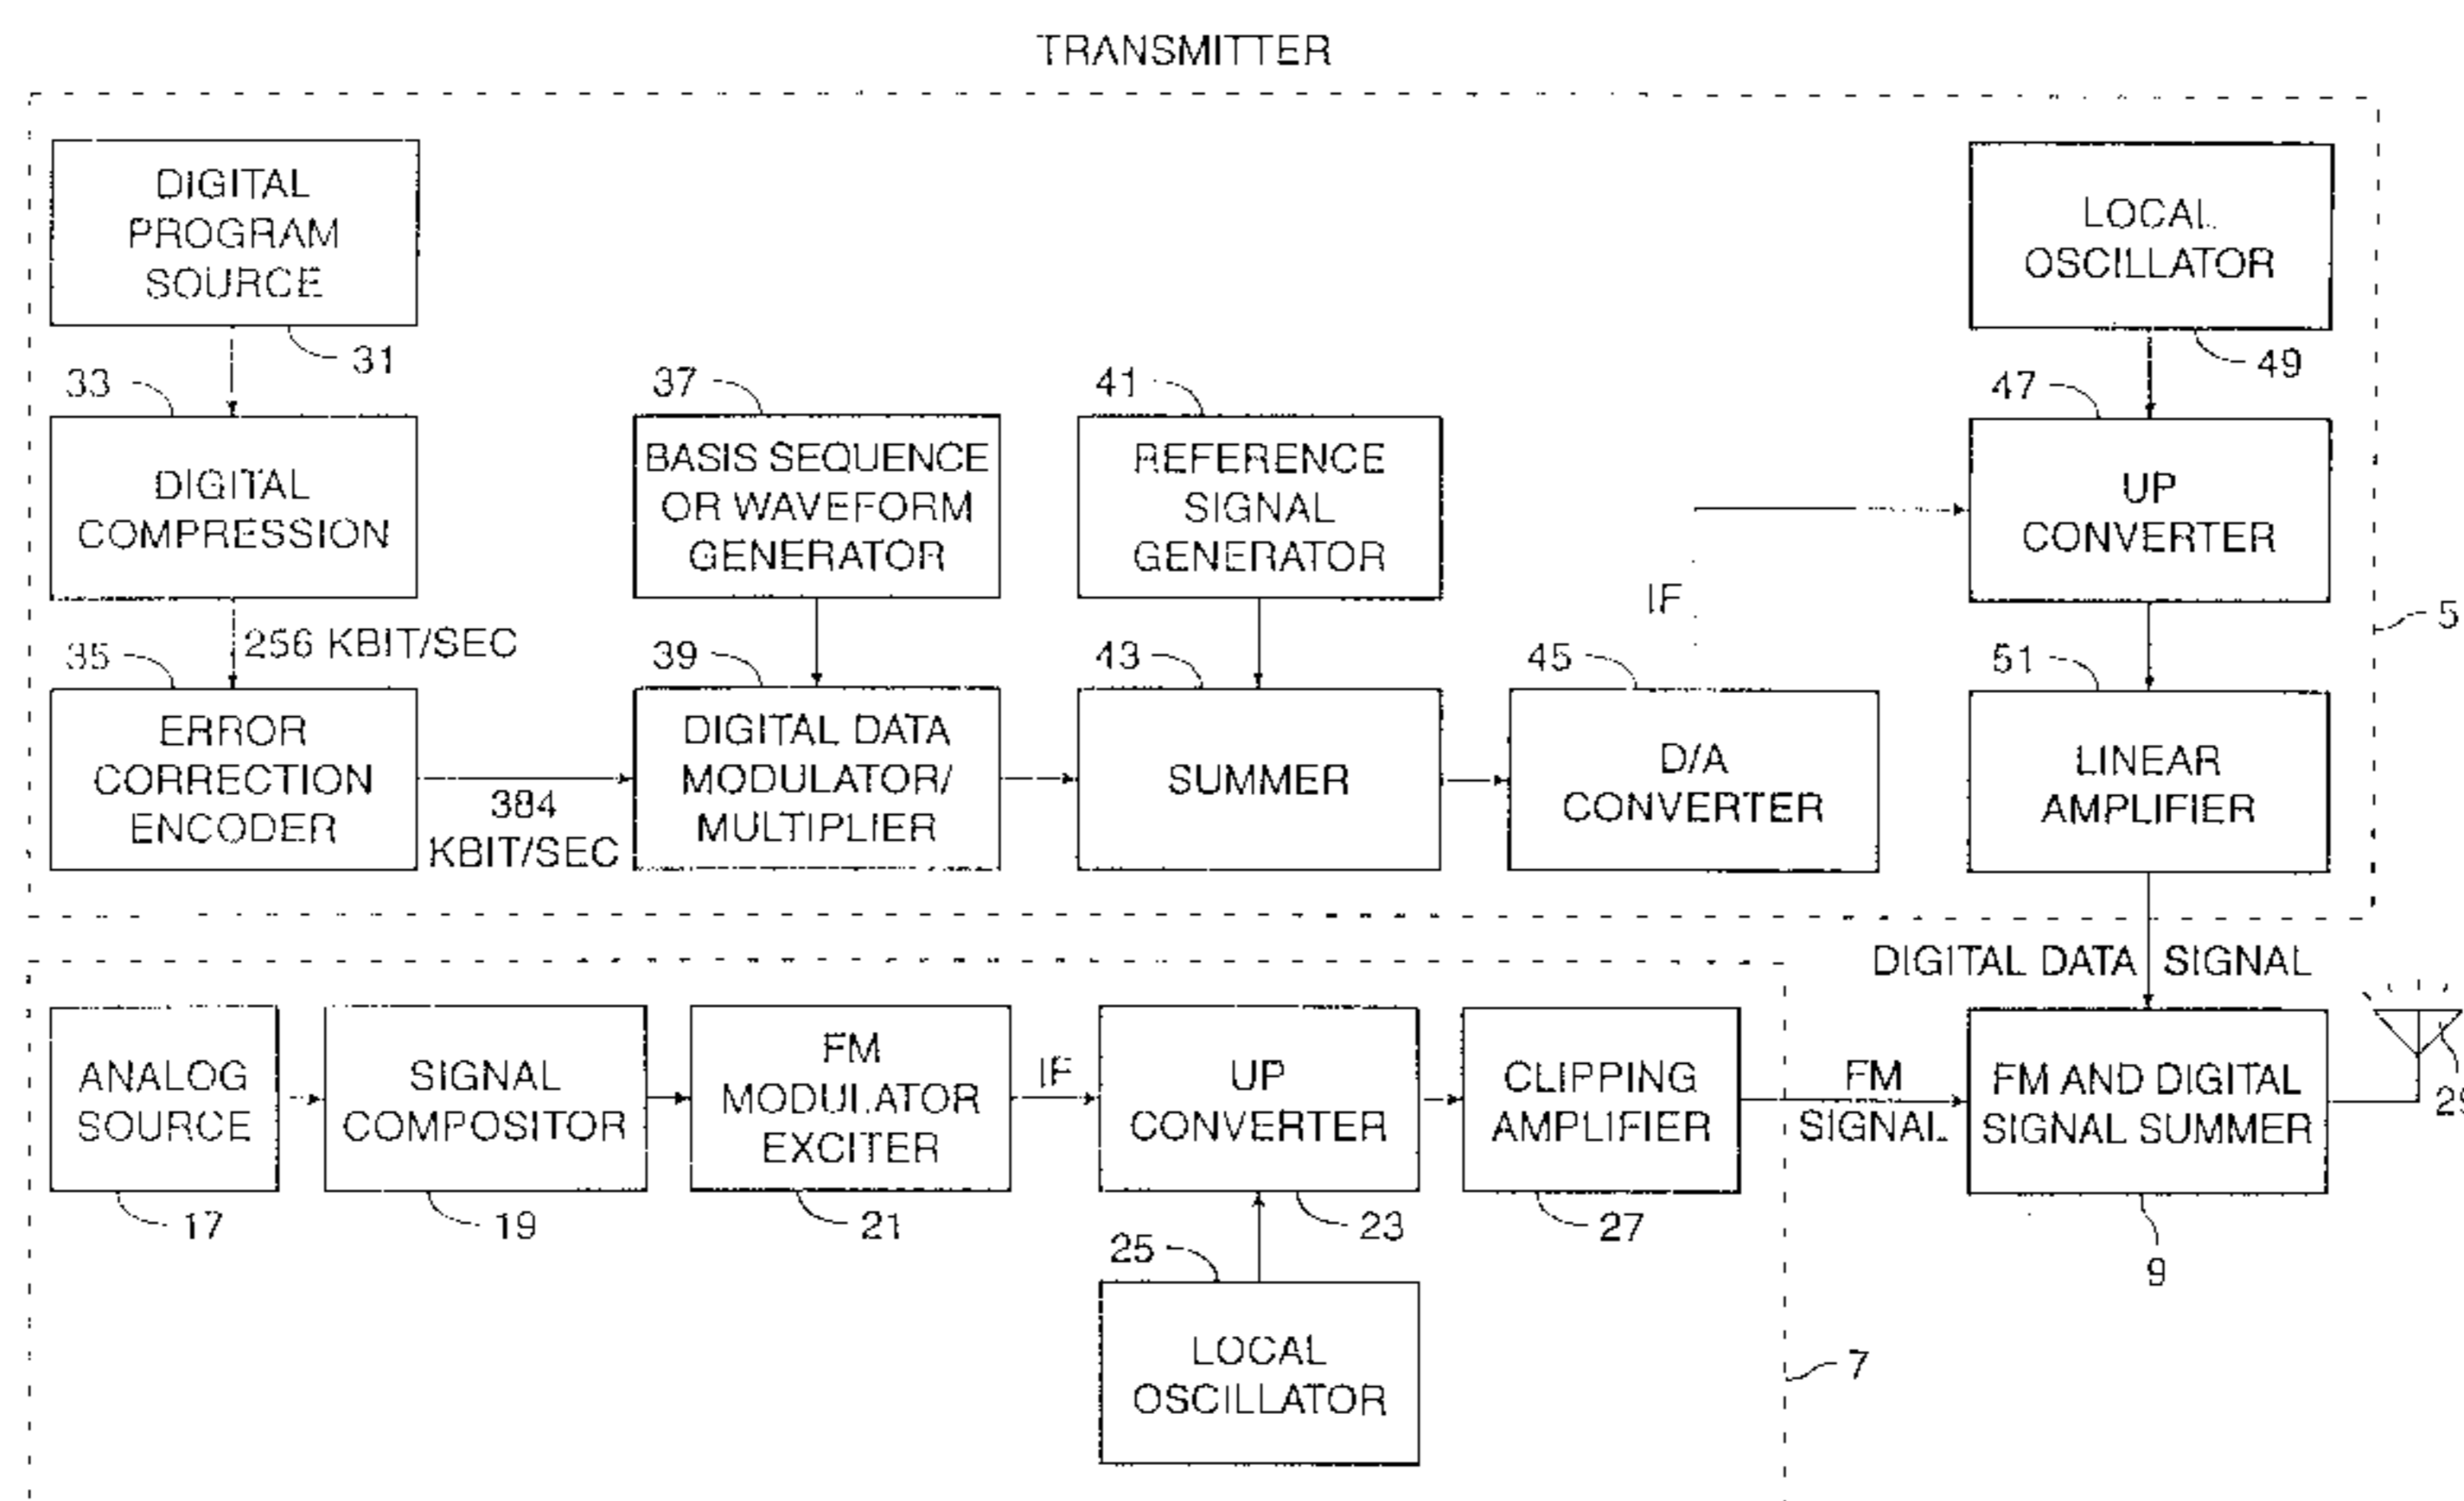 TRANSMITTER
DIGITAL
PROGRAM
SOURCE
31
LOCAL
OSCILLATOR
49
33
DIGITAL
COMPRESSION
37
BASIS SEQUENCE
OR WAVEFORM
GENERATOR
41
REFERENCE
SIGNAL
GENERATOR
47
UP
CONVERTER
IF
5
256 KBIT/SEC
35
ERROR
CORRECTION
ENCODER
384
KBIT/SEC
39
DIGITAL DATA
MODULATOR/
MULTIPLIER
43
SUMMER
45
D/A
CONVERTER
51
LINEAR
AMPLIFIER
DIGITAL DATA SIGNAL
ANALOG
SOURCE
17
SIGNAL
COMPOSITOR
19
FM
MODULATOR
EXCITER
21
IF
UP
CONVERTER
23
CLIPPING
AMPLIFIER
27
FM
SIGNAL
FM AND DIGITAL
SIGNAL SUMMER
9
25
LOCAL
OSCILLATOR
7